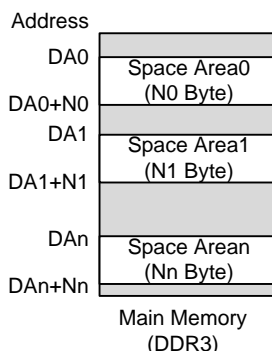 Address
DA0
Space Area0
(N0 Byte)
DA0+N0
DA1
Space Area1
(N1 Byte)
DA1+N1
DAn
Space Arean
(Nn Byte)
DAn+Nn
Main Memory
(DDR3)